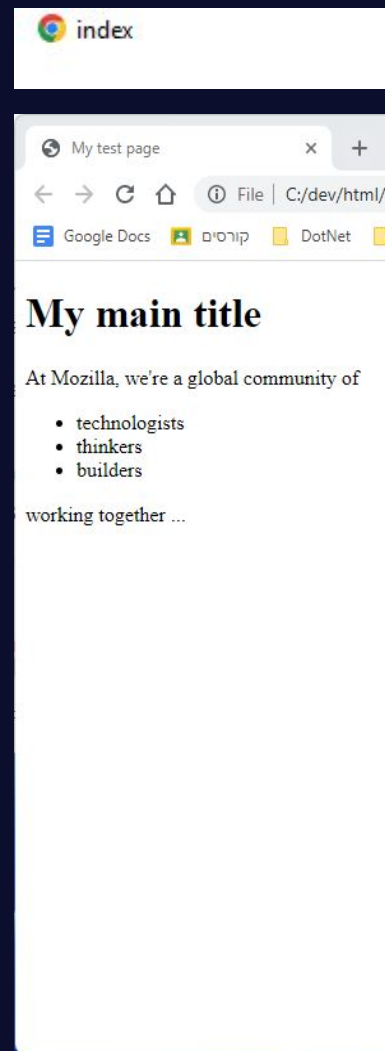 index
My test page
File | C:/dev/html/
Google Docs קורסים DotNet
My main title
At Mozilla, we're a global community of
technologists
thinkers
builders
working together ...